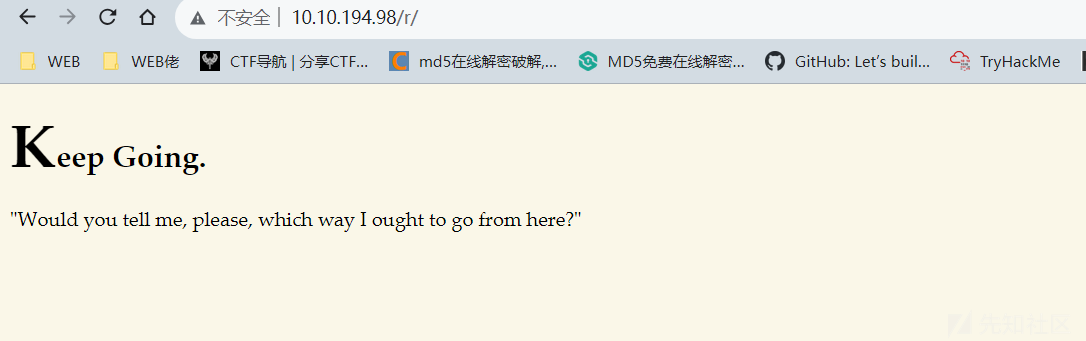 不安全 | 10.10.194.98/r/
WEB WEB佬 CTF导航 | 分享CTF... md5在线解密破解,... MD5免费在线解密... GitHub: Let's buil... TryHackMe
Keep Going.
"Would you tell me, please, which way I ought to go from here?"
先知社区